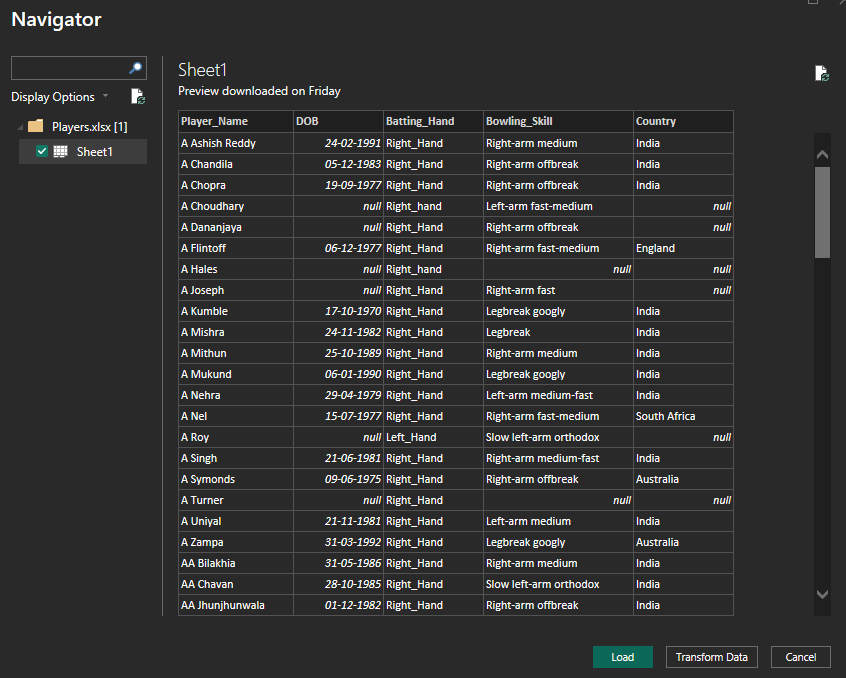 Navigator
Display Options
Players.xlsx [1]
Sheet1
Sheet1
Preview downloaded on Friday
Player_Name DOB Batting_Hand Bowling_Skill Country
A Ashish Reddy 24-02-1991 Right_Hand Right-arm medium India
A Chandila 05-12-1983 Right_Hand Right-arm offbreak India
A Chopra 19-09-1977 Right_Hand Right-arm offbreak India
A Choudhary null Right_hand Left-arm fast-medium null
A Dananjaya null Right_Hand Right-arm offbreak null
A Flintoff 06-12-1977 Right_Hand Right-arm fast-medium England
A Hales null Right_hand null null
A Joseph null Right_Hand Right-arm fast null
A Kumble 17-10-1970 Right_Hand Legbreak googly India
A Mishra 24-11-1982 Right_Hand Legbreak India
A Mithun 25-10-1989 Right_Hand Right-arm medium India
A Mukund 06-01-1990 Right_Hand Legbreak googly India
A Nehra 29-04-1979 Right_Hand Left-arm medium-fast India
A Nel 15-07-1977 Right_Hand Right-arm fast-medium South Africa
A Roy null Left_Hand Slow left-arm orthodox null
A Singh 21-06-1981 Right_Hand Right-arm medium-fast India
A Symonds 09-06-1975 Right_Hand Right-arm offbreak Australia
A Turner null Right_Hand null null
A Uniyal 21-11-1981 Right_Hand Left-arm medium India
A Zampa 31-03-1992 Right_Hand Legbreak googly Australia
AA Bilakhia 31-05-1986 Right_Hand Right-arm medium India
AA Chavan 28-10-1985 Right_Hand Slow left-arm orthodox India
AA Jhunjhunwala 01-12-1982 Right_Hand Right-arm offbreak India
Load Transform Data Cancel